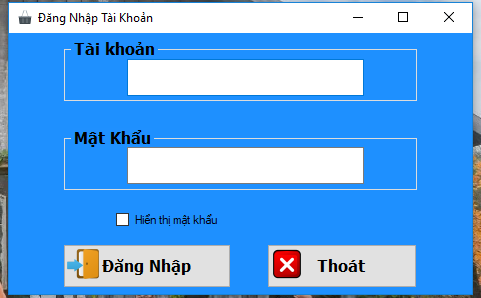 Đăng Nhập Tài Khoản
Tài khoản
Mật Khẩu
Hiển thị mật khẩu
Đăng Nhập
Thoát